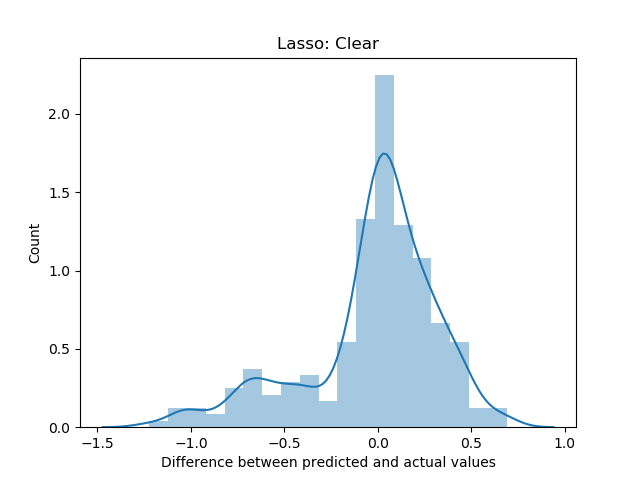 Lasso: Clear
2.0
1.5
1.0
0.5
0.0
Count
−1.5 −1.0 −0.5 0.0 0.5 1.0
Difference between predicted and actual values